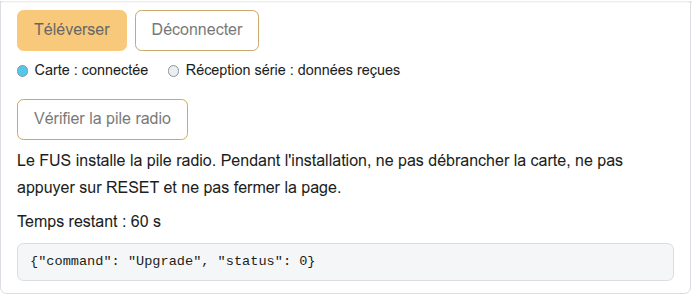 Téléverser Déconnecter
Carte : connectée Réception série : données reçues
Vérifier la pile radio
Le FUS installe la pile radio. Pendant l'installation, ne pas débrancher la carte, ne pas
appuyer sur RESET et ne pas fermer la page.
Temps restant : 60 s
{"command": "Upgrade", "status": 0}